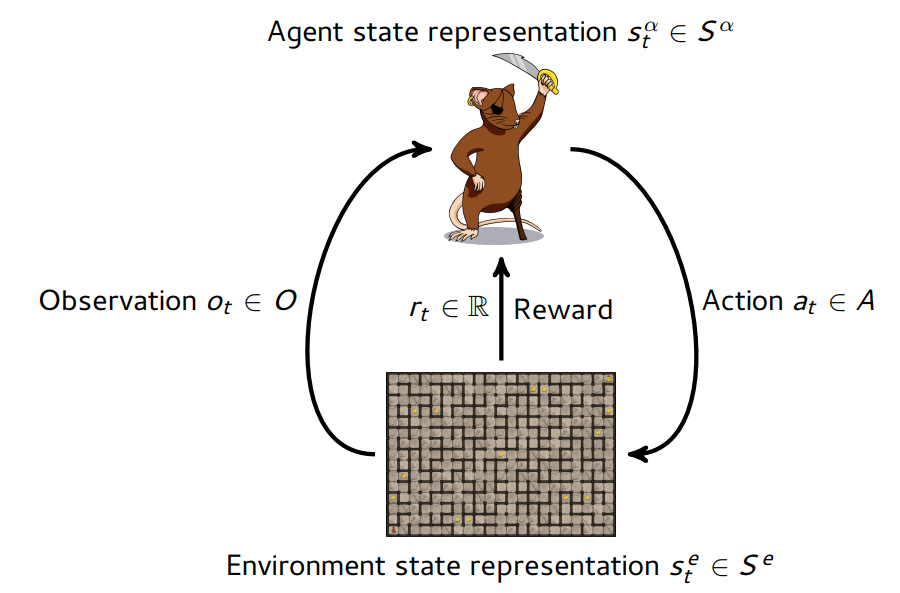 Agent state representation $s_t^{\alpha} \in S^{\alpha}$
Observation $o_t \in O$
$r_t \in \mathbb{R}$ Reward
Action $a_t \in A$
Environment state representation $s_t^{e} \in S^{e}$